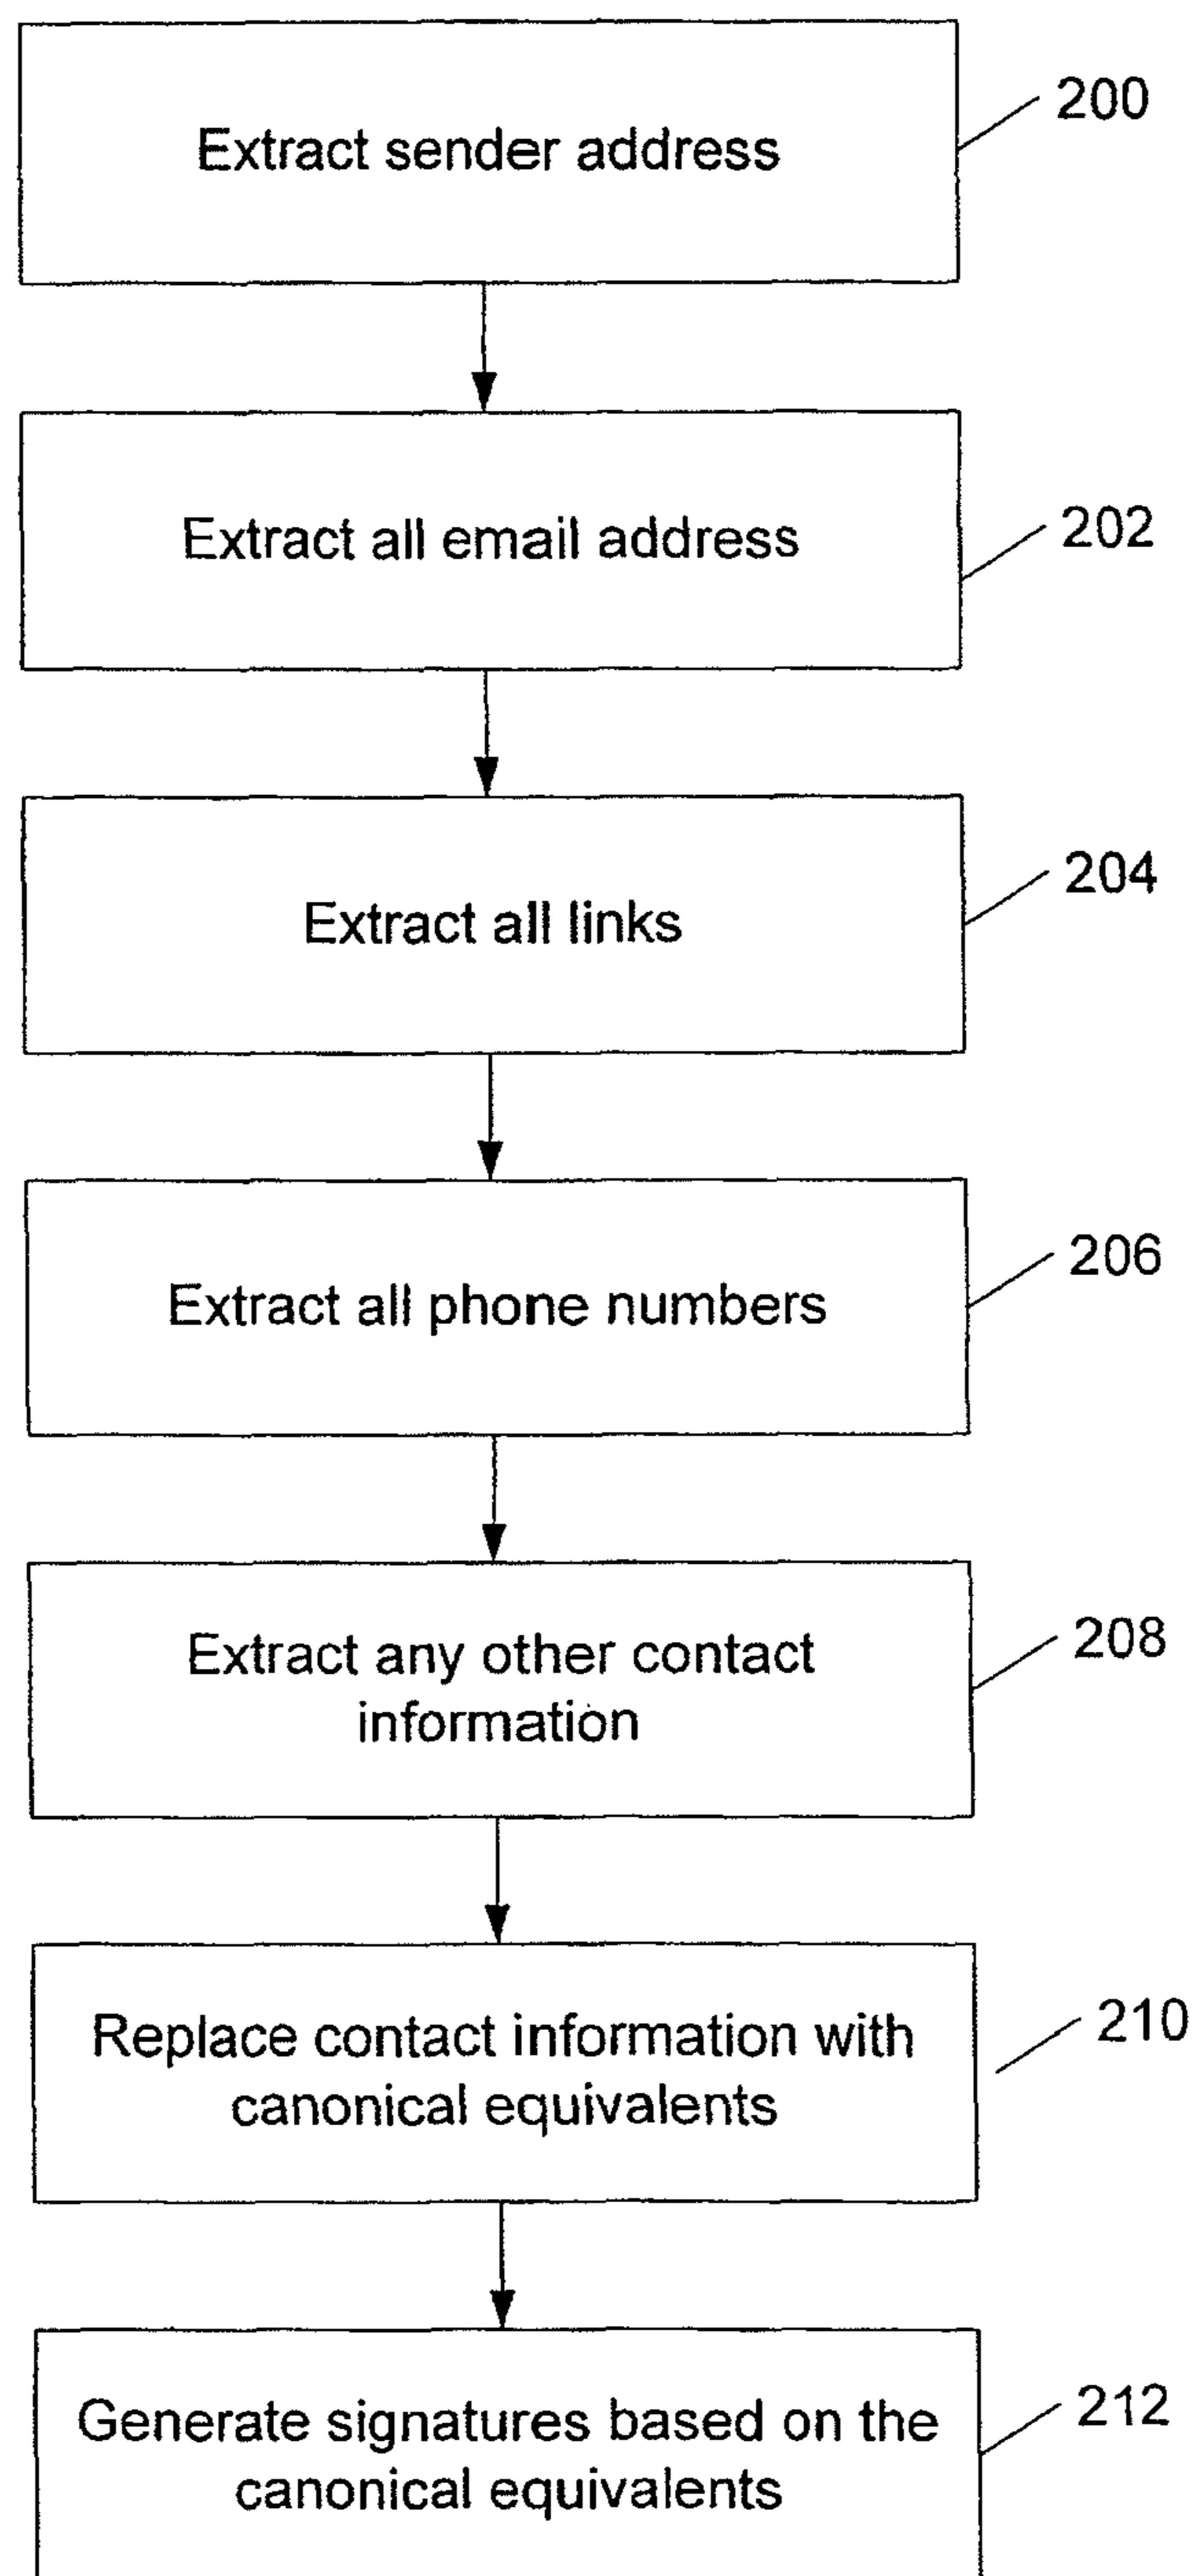 Extract sender address
200
Extract all email address
202
Extract all links
204
Extract all phone numbers
206
Extract any other contact
information
208
Replace contact information with
canonical equivalents
210
Generate signatures based on the
canonical equivalents
212